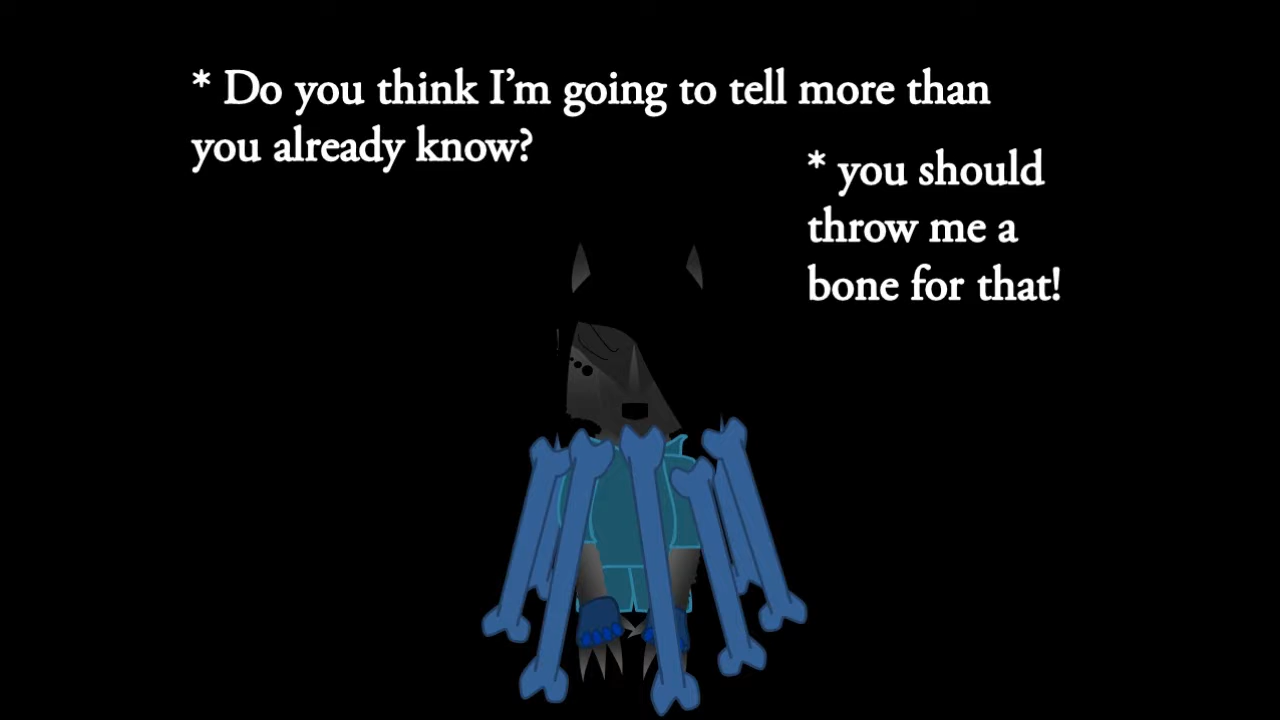 * Do you think I'm going to tell more than
you already know?
* you should
throw me a
bone for that!